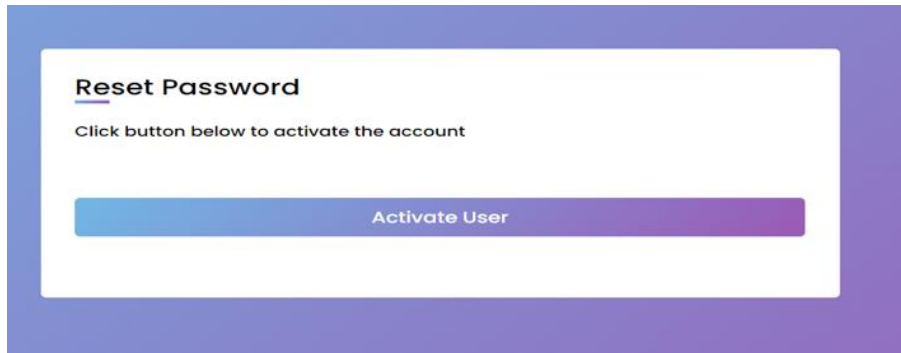 Reset Password
Click button below to activate the account
Activate User